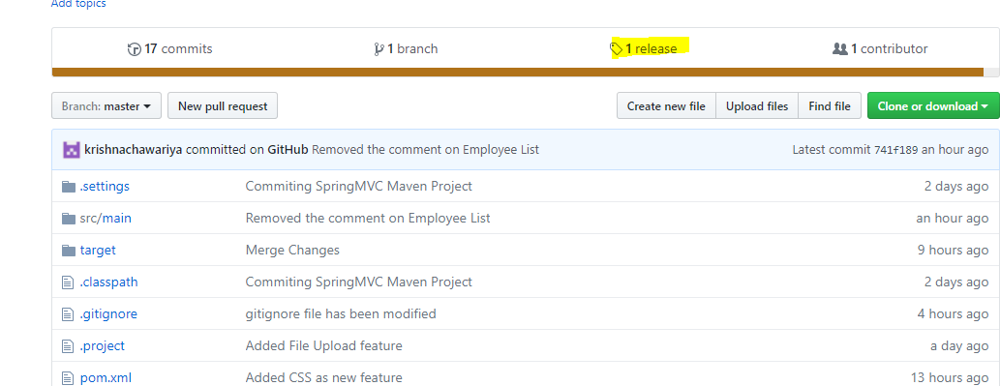 Add topics
17 commits 1 branch 1 release 1 contributor
Branch: master New pull request Create new file Upload files Find file Clone or download
krishnachawariya committed on GitHub Removed the comment on Employee List Latest commit 741f189 an hour ago
.settings Commiting SpringMVC Maven Project 2 days ago
src/main Removed the comment on Employee List an hour ago
target Merge Changes 9 hours ago
.classpath Commiting SpringMVC Maven Project 2 days ago
.gitignore gitignore file has been modified 4 hours ago
.project Added File Upload feature a day ago
pom.xml Added CSS as new feature 13 hours ago